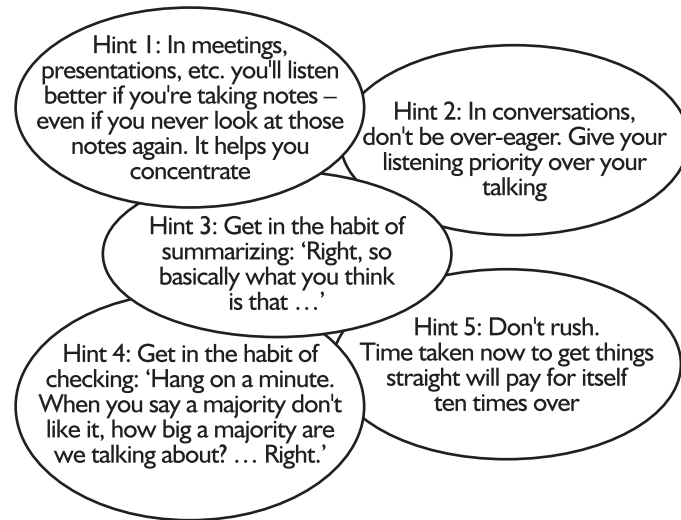 Hint 1: In meetings,
presentations, etc. you'll listen
better if you're taking notes –
even if you never look at those
notes again. It helps you
concentrate
Hint 2: In conversations,
don't be over-eager. Give your
listening priority over your
talking
Hint 3: Get in the habit of
summarizing: ‘Right, so
basically what you think
is that …’
Hint 4: Get in the habit of
checking: ‘Hang on a minute.
When you say a majority don't
like it, how big a majority are
we talking about? … Right.’
Hint 5: Don't rush.
Time taken now to get things
straight will pay for itself
ten times over